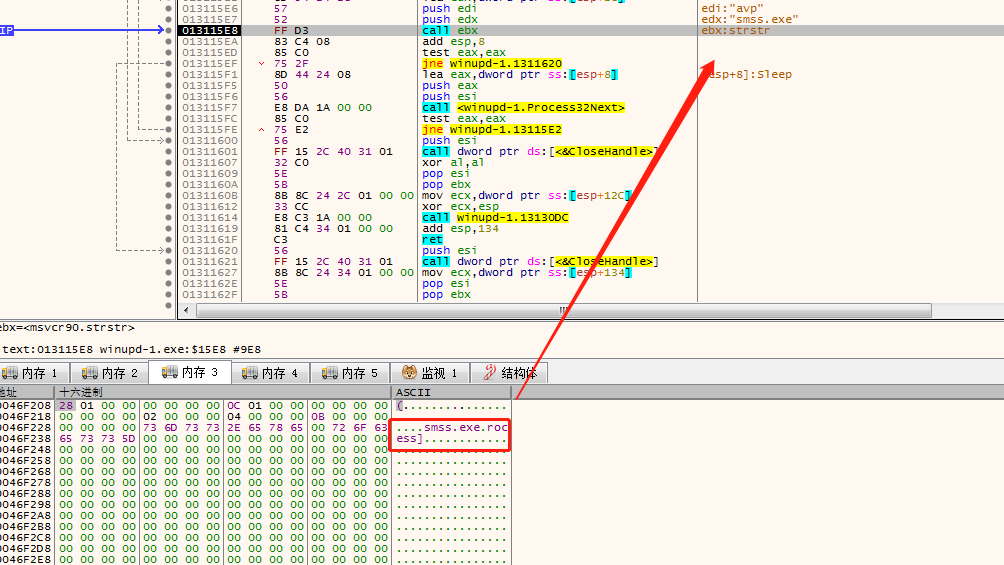 013115E6 57 push edi edi:"avp"
013115E7 52 push edx edx:"smss.exe"
IP 013115E8 FF D3 call ebx ebx:strstr
013115EA 83 C4 08 add esp,8
013115ED 85 C0 test eax,eax
013115EF 75 2F jne winupd-1.1311620
013115F1 8D 44 24 08 lea eax,dword ptr ss:[esp+8] [esp+8]:Sleep
013115F5 50 push eax
013115F6 56 push esi
013115F7 E8 DA 1A 00 00 call <winupd-1.Process32Next>
013115FC 85 C0 test eax,eax
013115FE 75 E2 jne winupd-1.13115E2
01311600 56 push esi
01311601 FF 15 2C 40 31 01 call dword ptr ds:[<&CloseHandle>]
01311607 32 C0 xor al,al
01311609 5E pop esi
0131160A 5B pop ebx
0131160B 8B 8C 24 2C 01 00 00 mov ecx,dword ptr ss:[esp+12C]
01311612 33 CC xor ecx,esp
01311614 E8 C3 1A 00 00 call winupd-1.13130DC
01311619 81 C4 34 01 00 00 add esp,134
0131161F C3 ret
01311620 56 push esi
01311621 FF 15 2C 40 31 01 call dword ptr ds:[<&CloseHandle>]
01311627 8B 8C 24 34 01 00 00 mov ecx,dword ptr ss:[esp+134]
0131162E 5E pop esi
0131162F 5B pop ebx
ebx=<msvcr90.strstr>
text:013115E8 winupd-1.exe:$15E8 #9E8
内存 1 内存 2 内存 3 内存 4 内存 5 监视 1 结构体
地址 十六进制 ASCII
0046F208 28 01 00 00 00 00 00 00 0C 01 00 00 00 00 00 00 (...............
0046F218 00 00 00 00 02 00 00 00 04 00 00 00 08 00 00 00 ................
0046F228 00 00 00 00 73 6D 73 73 2E 65 78 65 00 72 6F 63 ....smss.exe.roc
0046F238 65 73 73 5D 00 00 00 00 00 00 00 00 00 00 00 00 ess]............
0046F248 00 00 00 00 00 00 00 00 00 00 00 00 00 00 00 00 ................
0046F258 00 00 00 00 00 00 00 00 00 00 00 00 00 00 00 00 ................
0046F268 00 00 00 00 00 00 00 00 00 00 00 00 00 00 00 00 ................
0046F278 00 00 00 00 00 00 00 00 00 00 00 00 00 00 00 00 ................
0046F288 00 00 00 00 00 00 00 00 00 00 00 00 00 00 00 00 ................
0046F298 00 00 00 00 00 00 00 00 00 00 00 00 00 00 00 00 ................
0046F2A8 00 00 00 00 00 00 00 00 00 00 00 00 00 00 00 00 ................
0046F2B8 00 00 00 00 00 00 00 00 00 00 00 00 00 00 00 00 ................
0046F2C8 00 00 00 00 00 00 00 00 00 00 00 00 00 00 00 00 ................
0046F2D8 00 00 00 00 00 00 00 00 00 00 00 00 00 00 00 00 ................
0046F2E8 00 00 00 00 00 00 00 00 00 00 00 00 00 00 00 00 ................